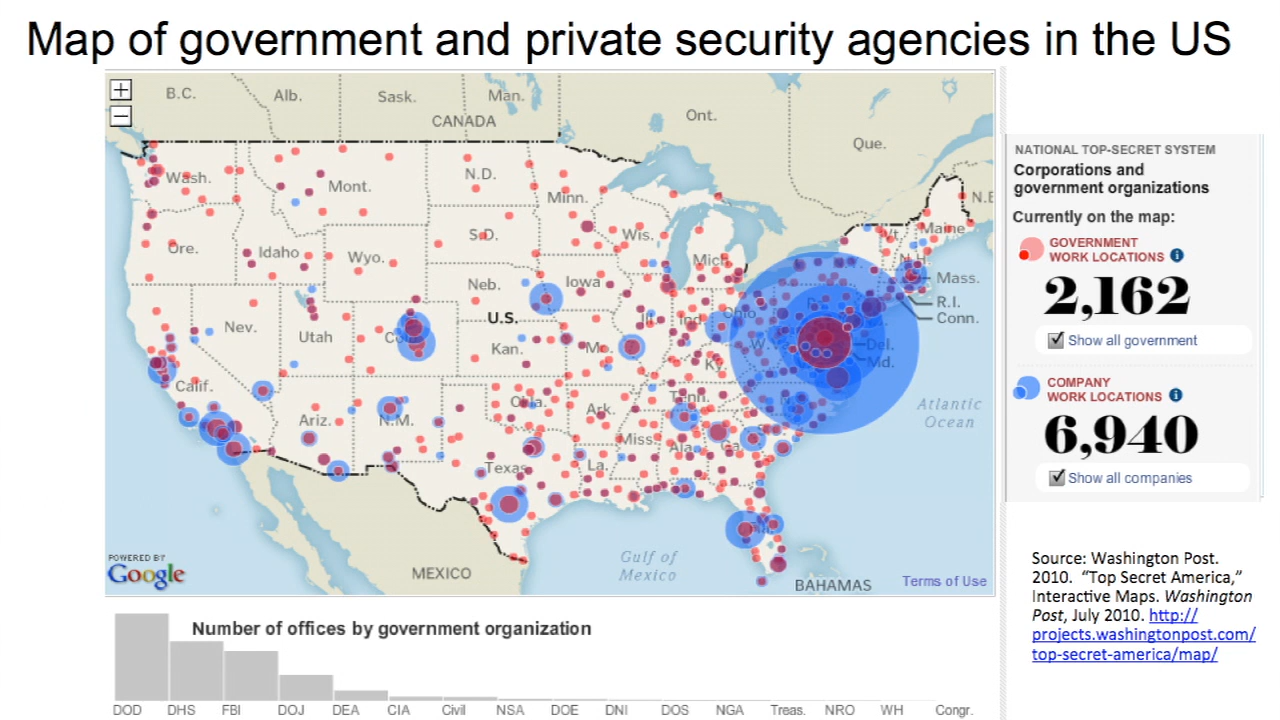 Map of government and private security agencies in the US
B.C.
Alb.
Sask.
Man.
CANADA
Ont.
Que.
Wash.
Mont.
N.D.
Minn.
Ore.
Idaho
Wyo.
S.D.
Wis.
Mich.
Vt.
Maine
N.H.
Mass.
R.I.
Conn.
Nev.
Utah
Neb.
U.S.
Iowa
Ill.
Ind.
Ohio
Kan.
Mo.
Ky.
Del.
Md.
Calif.
Ariz.
N.M.
Okla.
Ark.
Tenn.
Miss.
Ala.
Ga.
Texas
La.
Atlantic
Ocean
Gulf of
Mexico
MEXICO
BAHAMAS
POWERED BY
Google
Terms of Use
NATIONAL TOP-SECRET SYSTEM
Corporations and
government organizations
Currently on the map:
GOVERNMENT
WORK LOCATIONS i
2,162
Show all government
COMPANY
WORK LOCATIONS i
6,940
Show all companies
Source: Washington Post.
2010. “Top Secret America,”
Interactive Maps. Washington
Post, July 2010. http://
projects.washingtonpost.com/
top-secret-america/map/
Number of offices by government organization
DOD DHS FBI DOJ DEA CIA Civil NSA DOE DNI DOS NGA Treas. NRO WH Congr.